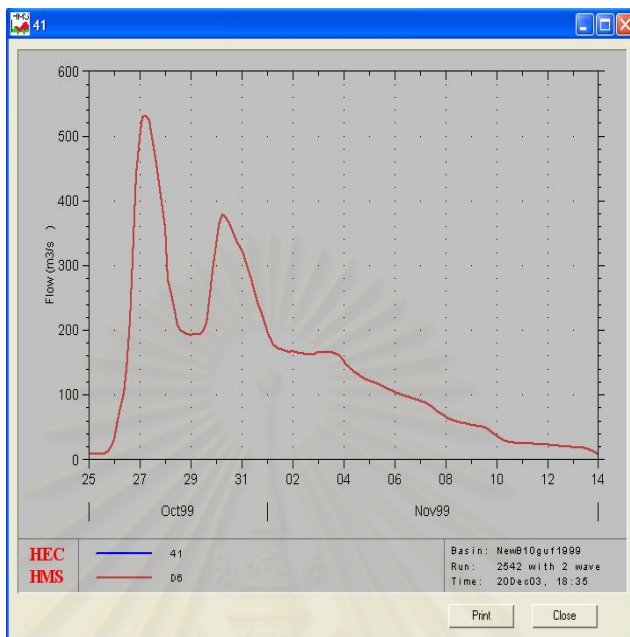 41
600
500
400
300
200
100
0
Flow (m3/s )
25 27 29 31 02 04 06 08 10 12 14
Oct99 Nov99
HEC
HMS
41
D6
Basin: NewB10guf1999
Run: 2542 with 2 wave
Time: 20Dec03, 18:35
Print Close